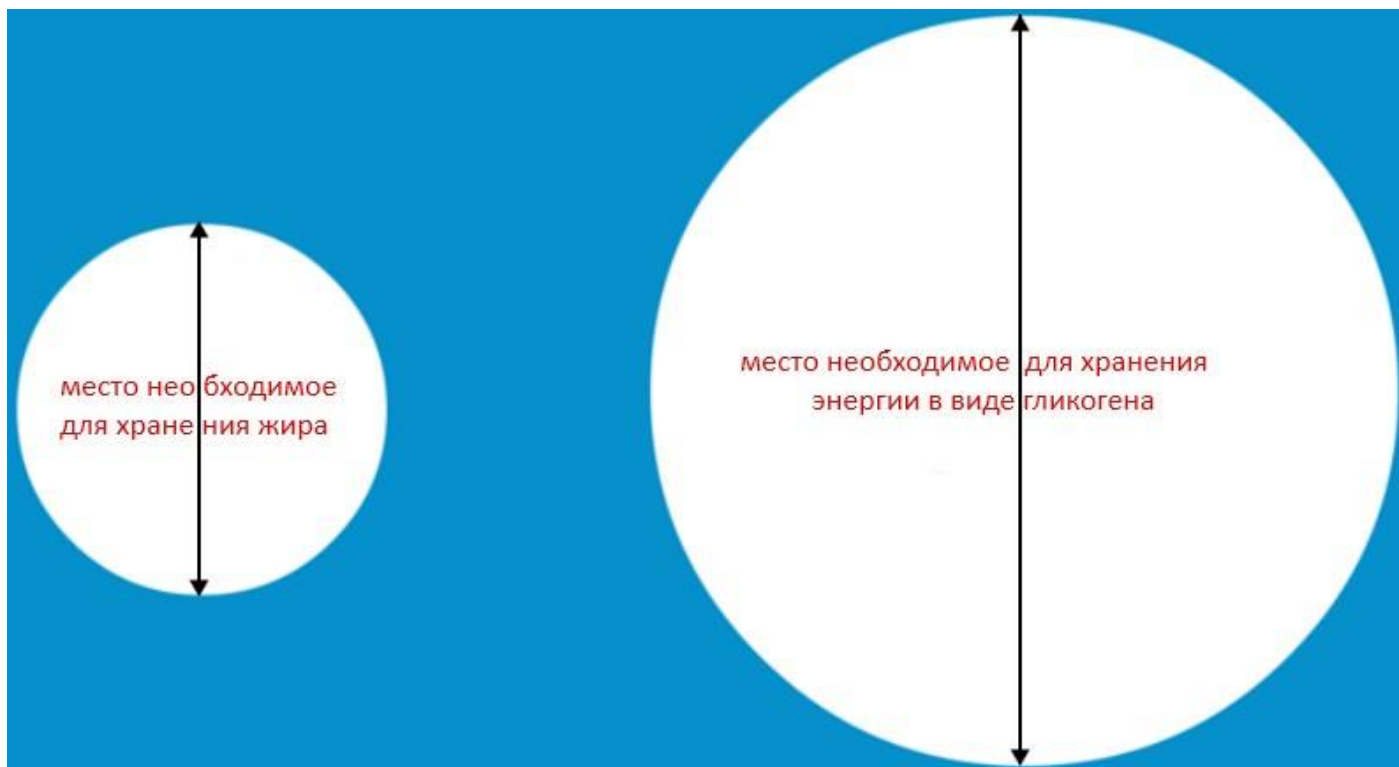 место необходимое
для хранения жира
место необходимое для хранения
энергии в виде гликогена